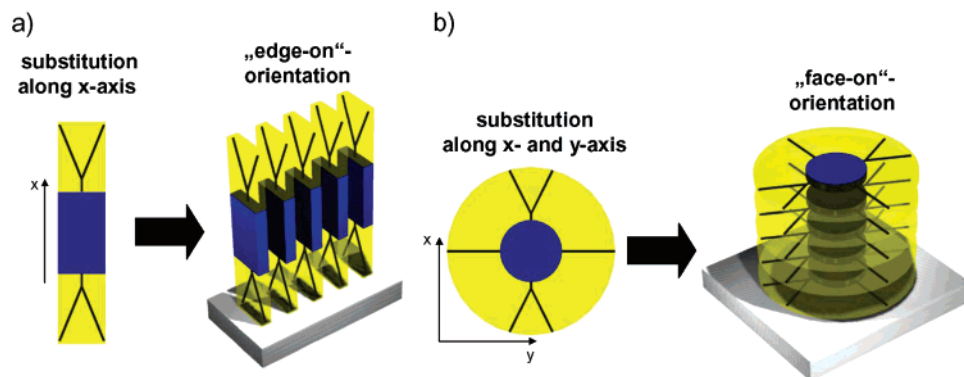 a)
substitution
along x-axis
x
„edge-on“-
orientation
b)
substitution
along x- and y-axis
x
y
„face-on“-
orientation